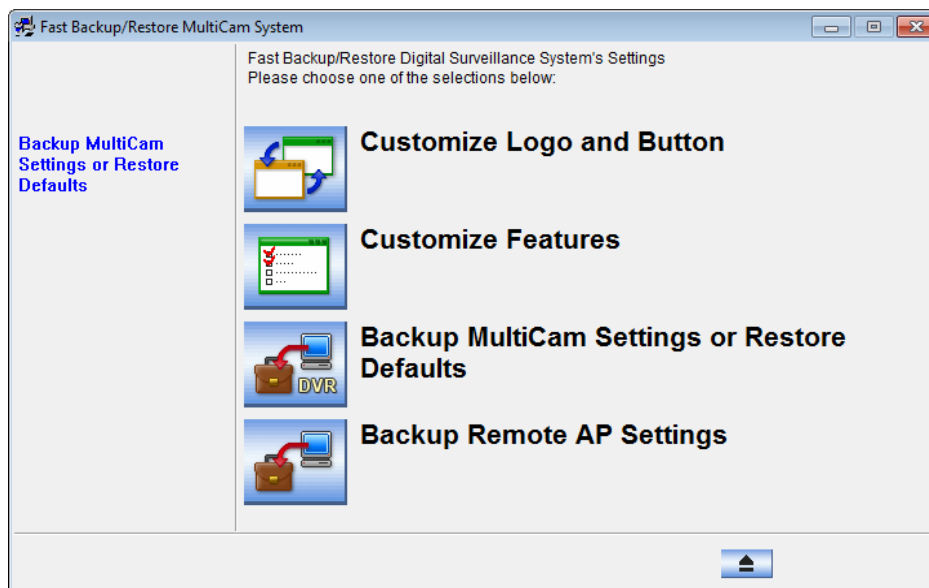 Fast Backup/Restore MultiCam System
Fast Backup/Restore Digital Surveillance System's Settings
Please choose one of the selections below:
Backup MultiCam
Settings or Restore
Defaults
Customize Logo and Button
Customize Features
Backup MultiCam Settings or Restore
Defaults
DVR
Backup Remote AP Settings